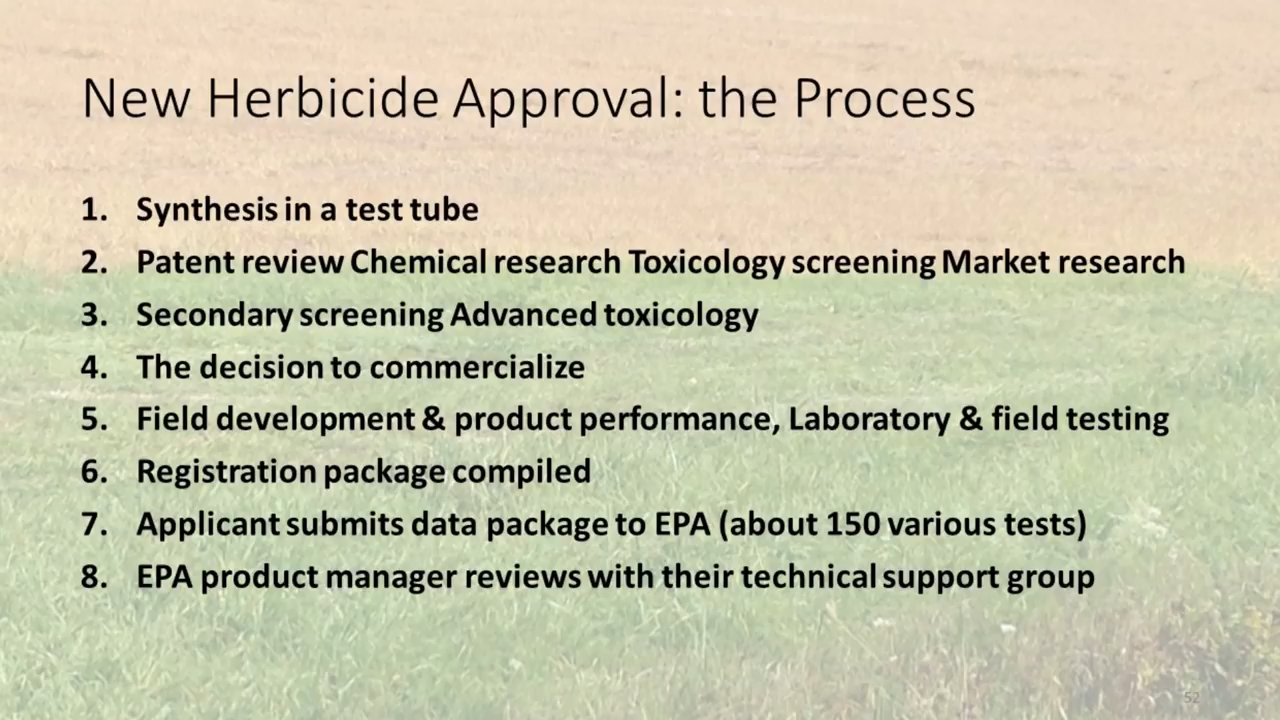 New Herbicide Approval: the Process
1. Synthesis in a test tube
2. Patent review Chemical research Toxicology screening Market research
3. Secondary screening Advanced toxicology
4. The decision to commercialize
5. Field development & product performance, Laboratory & field testing
6. Registration package compiled
7. Applicant submits data package to EPA (about 150 various tests)
8. EPA product manager reviews with their technical support group
52